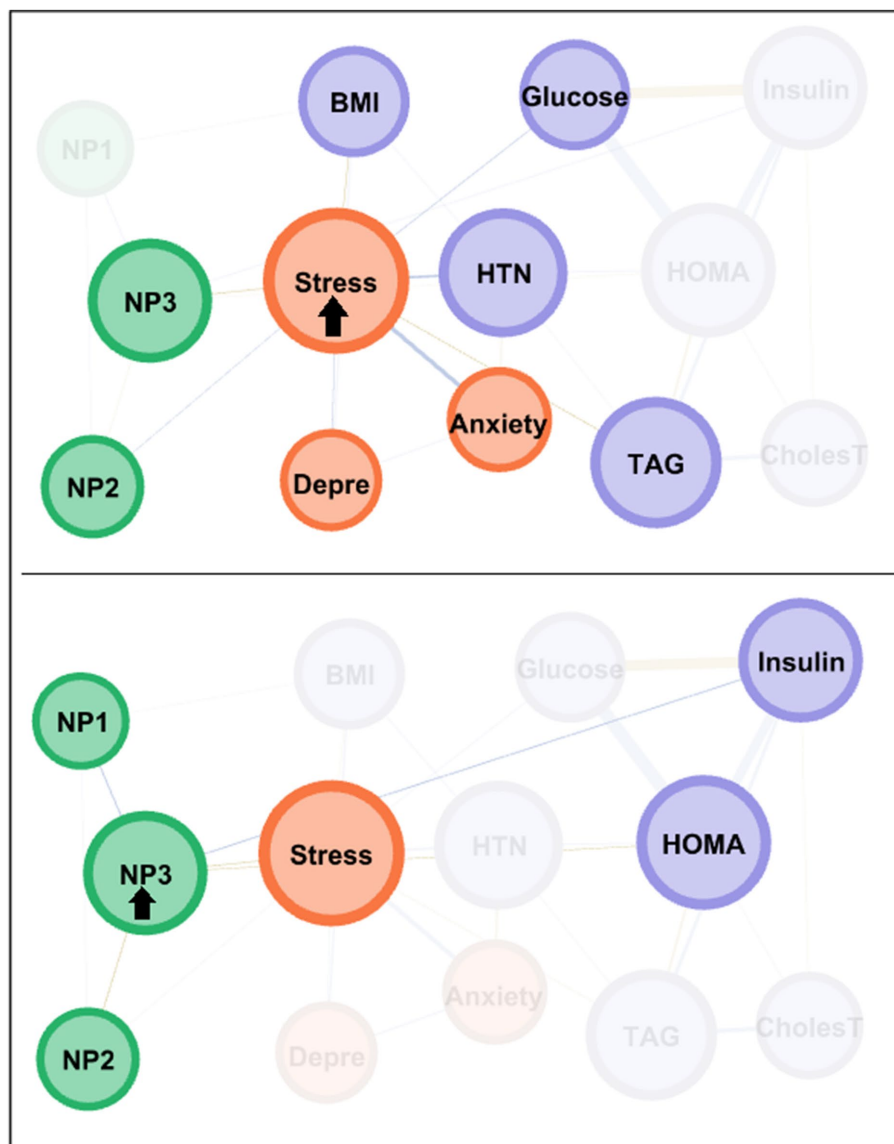 BMI
Glucose
Insulin
NP1
Stress
HTN
HOMA
NP3
Anxiety
CholesT
NP2
Depre
TAG
Insulin
BMI
Glucose
NP1
Stress
HTN
HOMA
NP3
Anxiety
CholesT
NP2
Depre
TAG